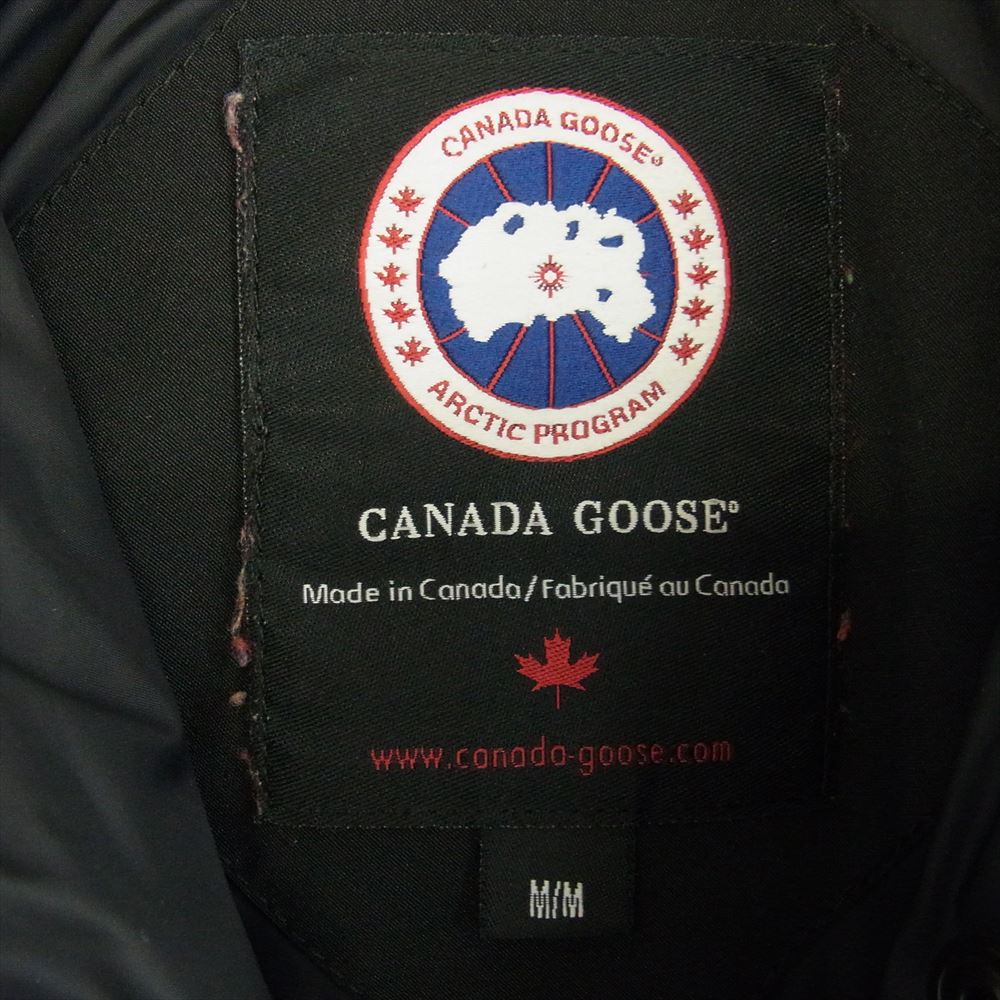 CANADA GOOSE®
ARCTIC PROGRAM
CANADA GOOSE®
Made in Canada/Fabriqué au Canada
www.canada-goose.com
M/M